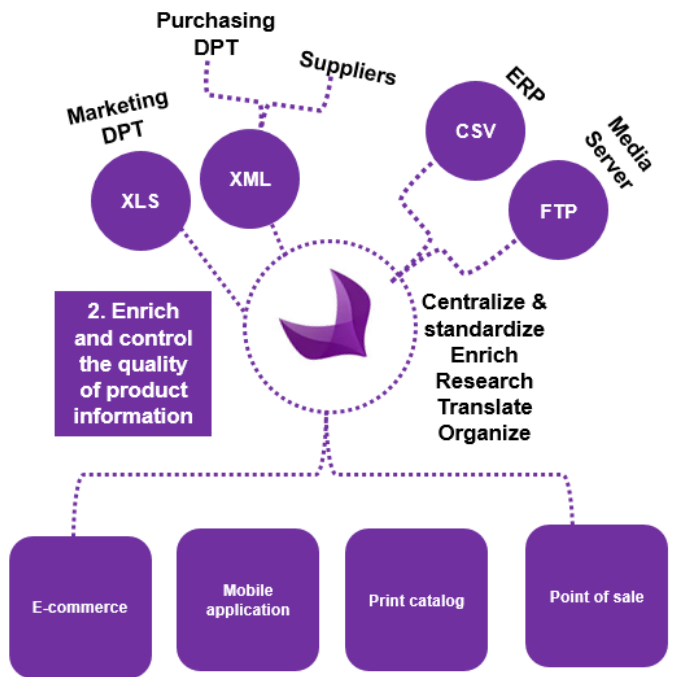 Purchasing
DPT
Suppliers
Marketing
DPT
ERP
Media
Server
XLS
XML
CSV
FTP
2. Enrich
and control
the quality
of product
information
Centralize &
standardize
Enrich
Research
Translate
Organize
E-commerce
Mobile
application
Print catalog
Point of sale